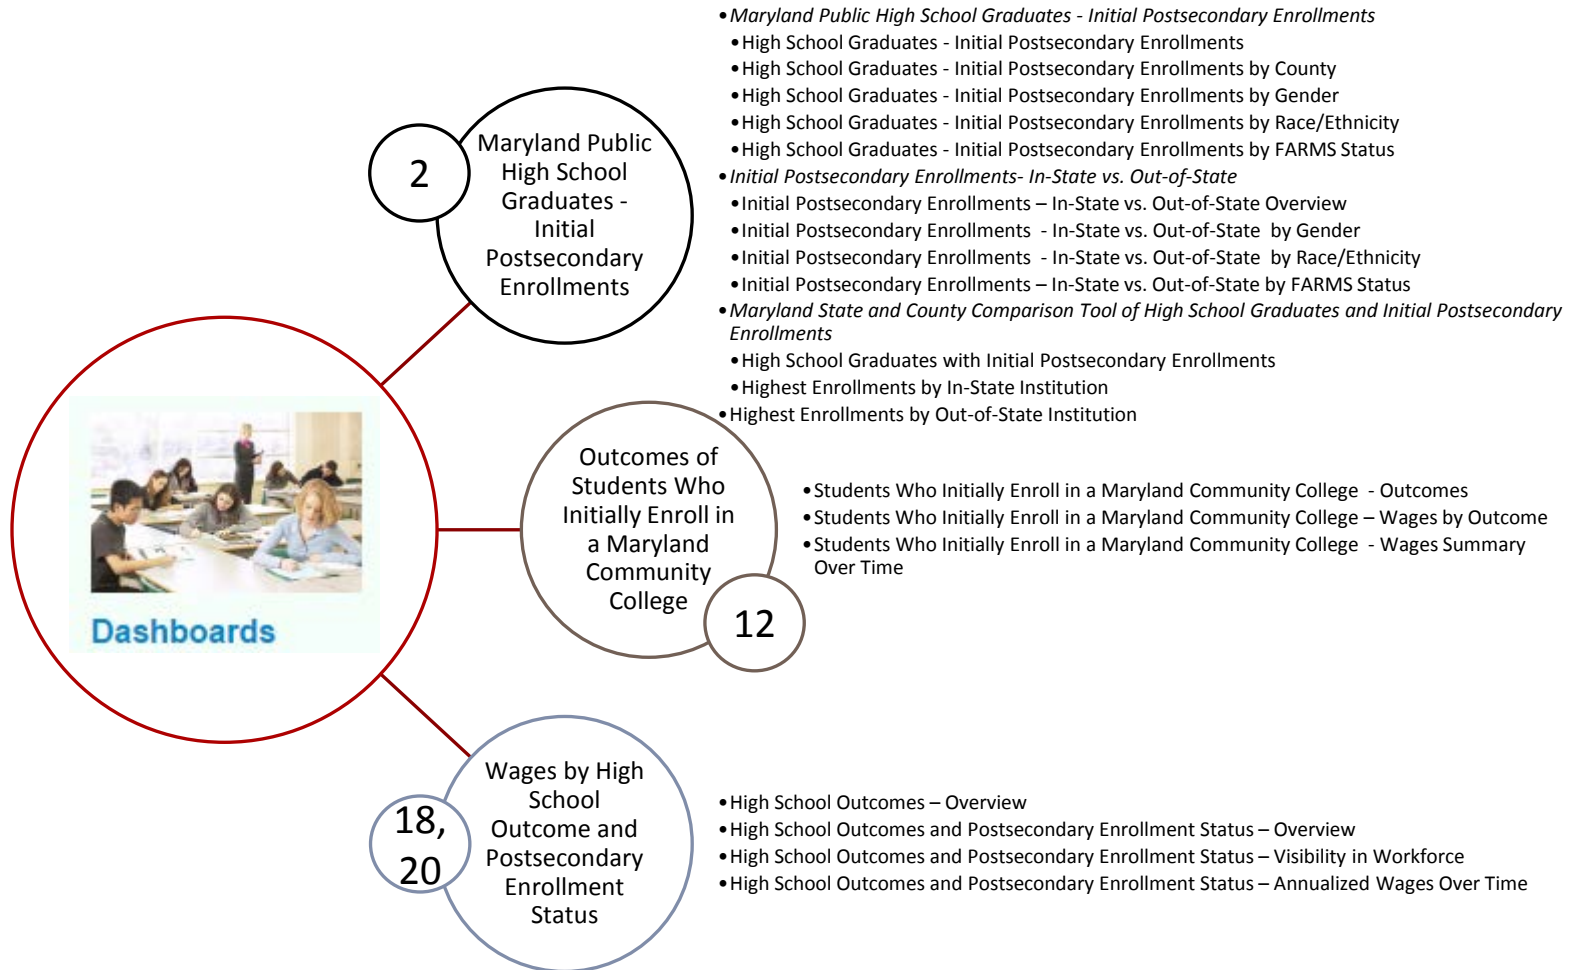 •Maryland Public High School Graduates - Initial Postsecondary Enrollments
•High School Graduates - Initial Postsecondary Enrollments
•High School Graduates - Initial Postsecondary Enrollments by County
•High School Graduates - Initial Postsecondary Enrollments by Gender
•High School Graduates - Initial Postsecondary Enrollments by Race/Ethnicity
•High School Graduates - Initial Postsecondary Enrollments by FARMS Status
•Initial Postsecondary Enrollments- In-State vs. Out-of-State
•Initial Postsecondary Enrollments – In-State vs. Out-of-State Overview
•Initial Postsecondary Enrollments - In-State vs. Out-of-State by Gender
•Initial Postsecondary Enrollments - In-State vs. Out-of-State by Race/Ethnicity
•Initial Postsecondary Enrollments – In-State vs. Out-of-State by FARMS Status
•Maryland State and County Comparison Tool of High School Graduates and Initial Postsecondary
Enrollments
•High School Graduates with Initial Postsecondary Enrollments
•Highest Enrollments by In-State Institution
•Highest Enrollments by Out-of-State Institution
2
Maryland Public
High School
Graduates -
Initial
Postsecondary
Enrollments
Dashboards
Outcomes of
Students Who
Initially Enroll in
a Maryland
Community
College
12
•Students Who Initially Enroll in a Maryland Community College - Outcomes
•Students Who Initially Enroll in a Maryland Community College – Wages by Outcome
•Students Who Initially Enroll in a Maryland Community College - Wages Summary
Over Time
18,
20
Wages by High
School
Outcome and
Postsecondary
Enrollment
Status
•High School Outcomes – Overview
•High School Outcomes and Postsecondary Enrollment Status – Overview
•High School Outcomes and Postsecondary Enrollment Status – Visibility in Workforce
•High School Outcomes and Postsecondary Enrollment Status – Annualized Wages Over Time